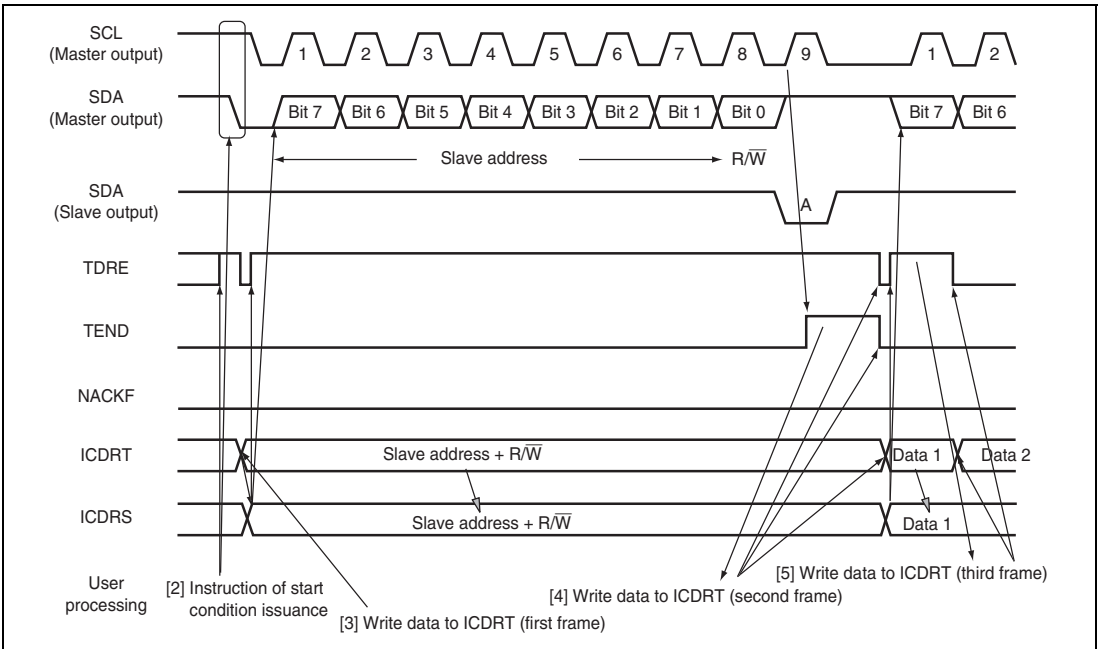 SCL
(Master output)
1 2 3 4 5 6 7 8 9 1 2
SDA
(Master output)
Bit 7 Bit 6 Bit 5 Bit 4 Bit 3 Bit 2 Bit 1 Bit 0 Bit 7 Bit 6
Slave address R/W̅
SDA
(Slave output)
A
TDRE
TEND
NACKF
ICDRT
Slave address + R/W̅ Data 1 Data 2
ICDRS
Slave address + R/W̅ Data 1
User
processing
[2] Instruction of start
condition issuance
[3] Write data to ICDRT (first frame)
[4] Write data to ICDRT (second frame)
[5] Write data to ICDRT (third frame)